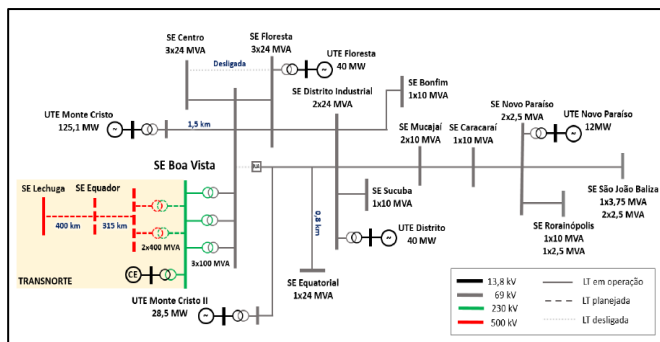 SE Centro
3x24 MVA
SE Floresta
3x24 MVA
Desligada
UTE Floresta
40 MW
SE Distrito Industrial
2x24 MVA
SE Bonfim
1x10 MVA
UTE Monte Cristo
125,1 MW
1,5 km
SE Mucajaí
2x10 MVA
SE Caracaraí
1x10 MVA
SE Novo Paraíso
2x2,5 MVA
UTE Novo Paraíso
12MW
SE Boa Vista
SE Lechuga
SE Equador
400 km
315 km
2x400 MVA
3x100 MVA
CE
TRANSNORTE
SE Sucuba
1x10 MVA
0,8 km
UTE Distrito
40 MW
SE Equatorial
1x24 MVA
SE São João Baliza
1x3,75 MVA
2x2,5 MVA
SE Rorainópolis
1x10 MVA
1x2,5 MVA
UTE Monte Cristo II
28,5 MW
13,8 kV
69 kV
230 kV
500 kV
LT em operação
LT planejada
LT desligada